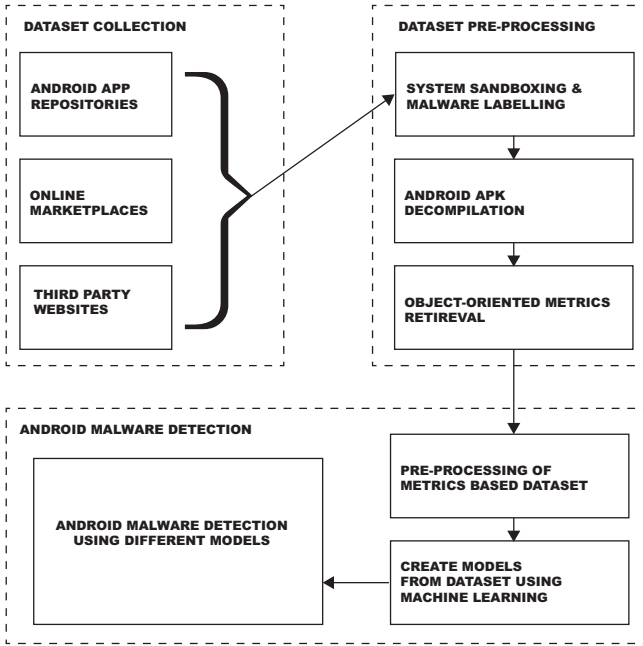 DATASET COLLECTION
ANDROID APP
REPOSITORIES
ONLINE
MARKETPLACES
THIRD PARTY
WEBSITES
DATASET PRE-PROCESSING
SYSTEM SANDBOXING &
MALWARE LABELLING
ANDROID APK
DECOMPILATION
OBJECT-ORIENTED METRICS
RETIREVAL
ANDROID MALWARE DETECTION
PRE-PROCESSING OF
METRICS BASED DATASET
CREATE MODELS
FROM DATASET USING
MACHINE LEARNING
ANDROID MALWARE DETECTION
USING DIFFERENT MODELS